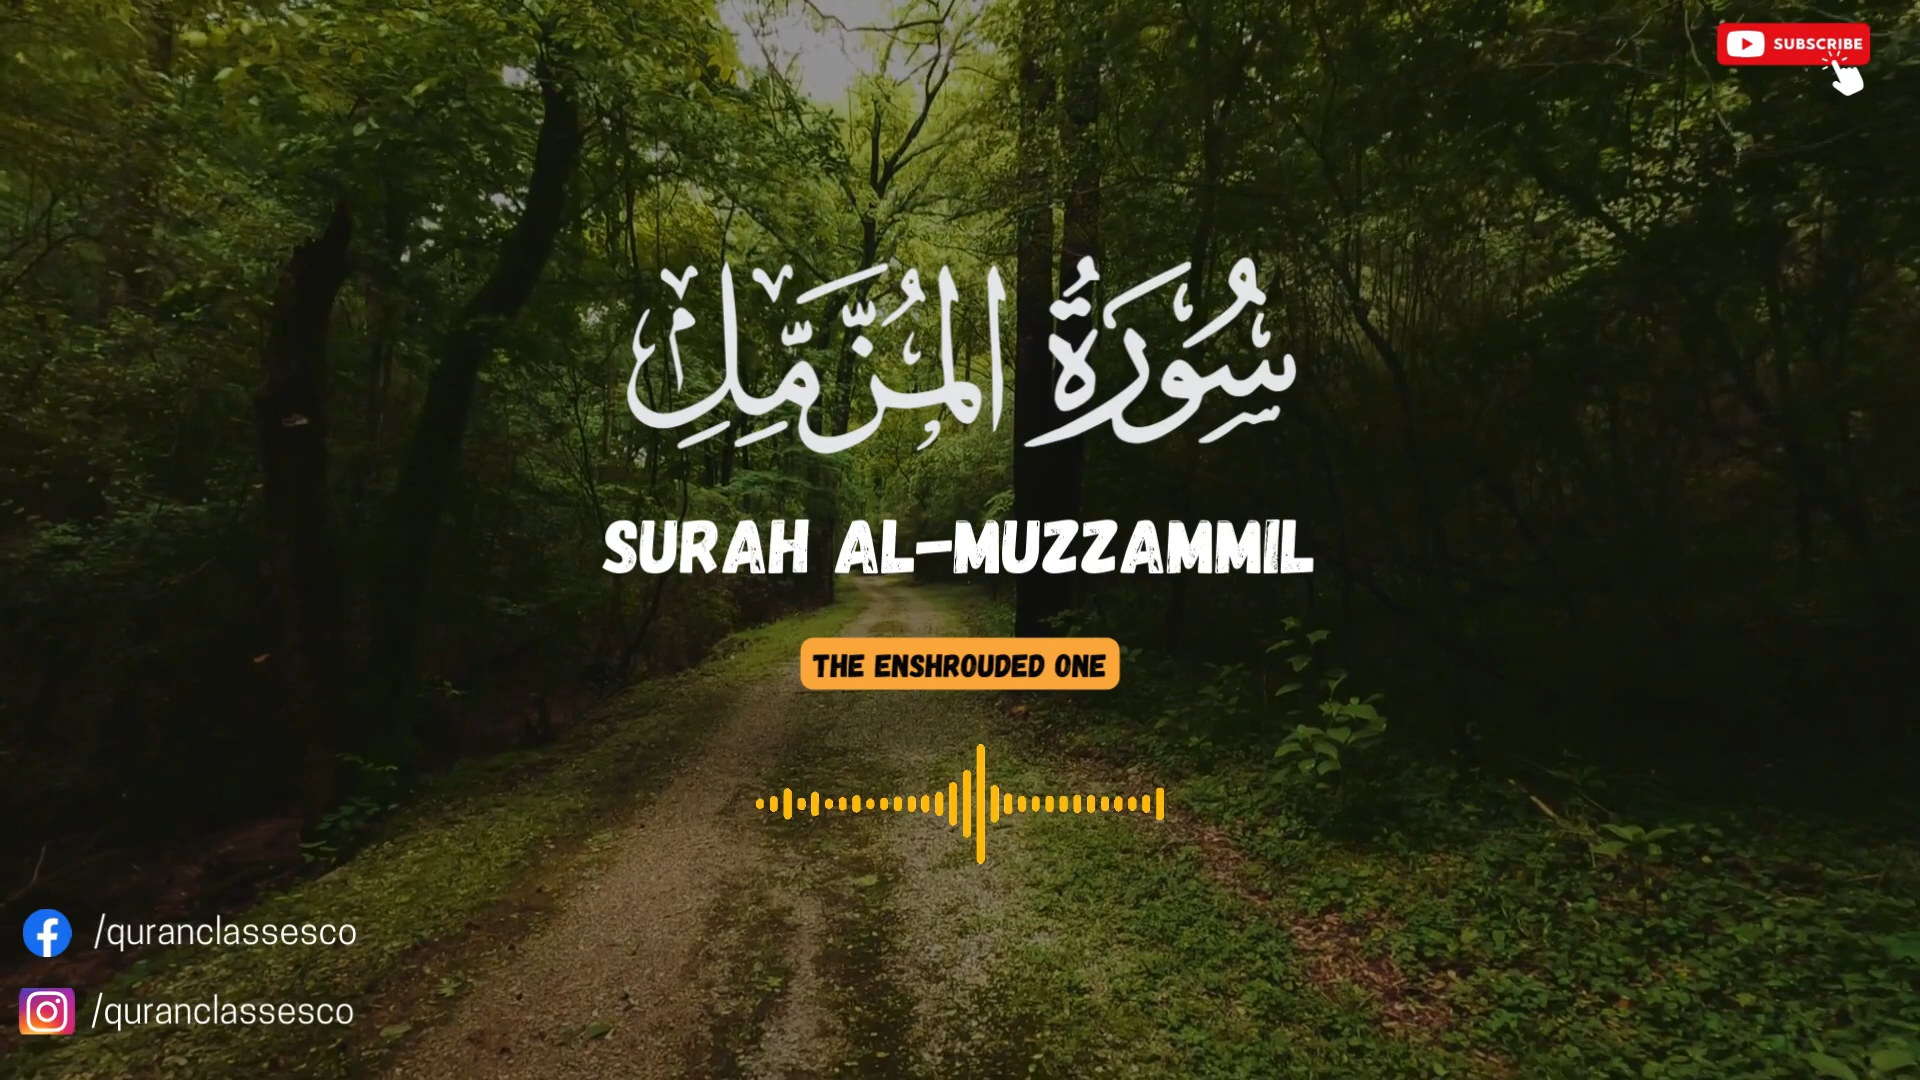 SUBSCRIBE
سُورَةُ المُزَّمِّلِ
SURAH AL-MUZZAMMIL
THE ENSHROUDED ONE
/quranclassesco
/quranclassesco